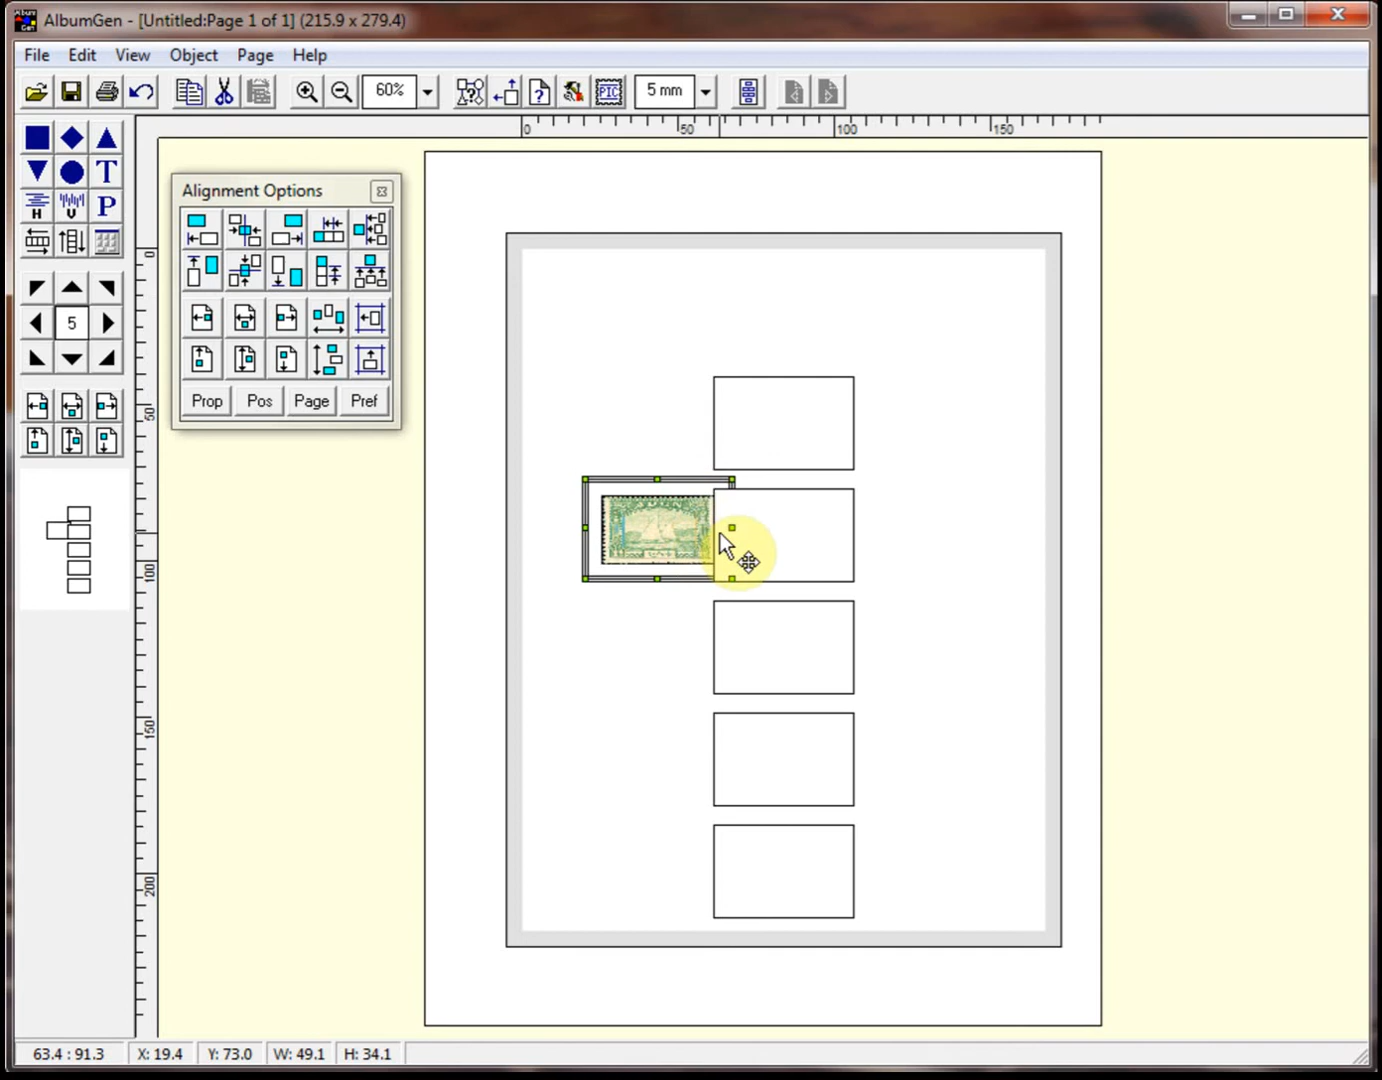 AlbumGen - [Untitled:Page 1 of 1] (215.9 x 279.4)
File Edit View Object Page Help
60% PIC 5 mm
0 50 100 150
T
H V P
5
Alignment Options
Prop Pos Page Pref
0
50
100
150
200
63.4 : 91.3 X: 19.4 Y: 73.0 W: 49.1 H: 34.1